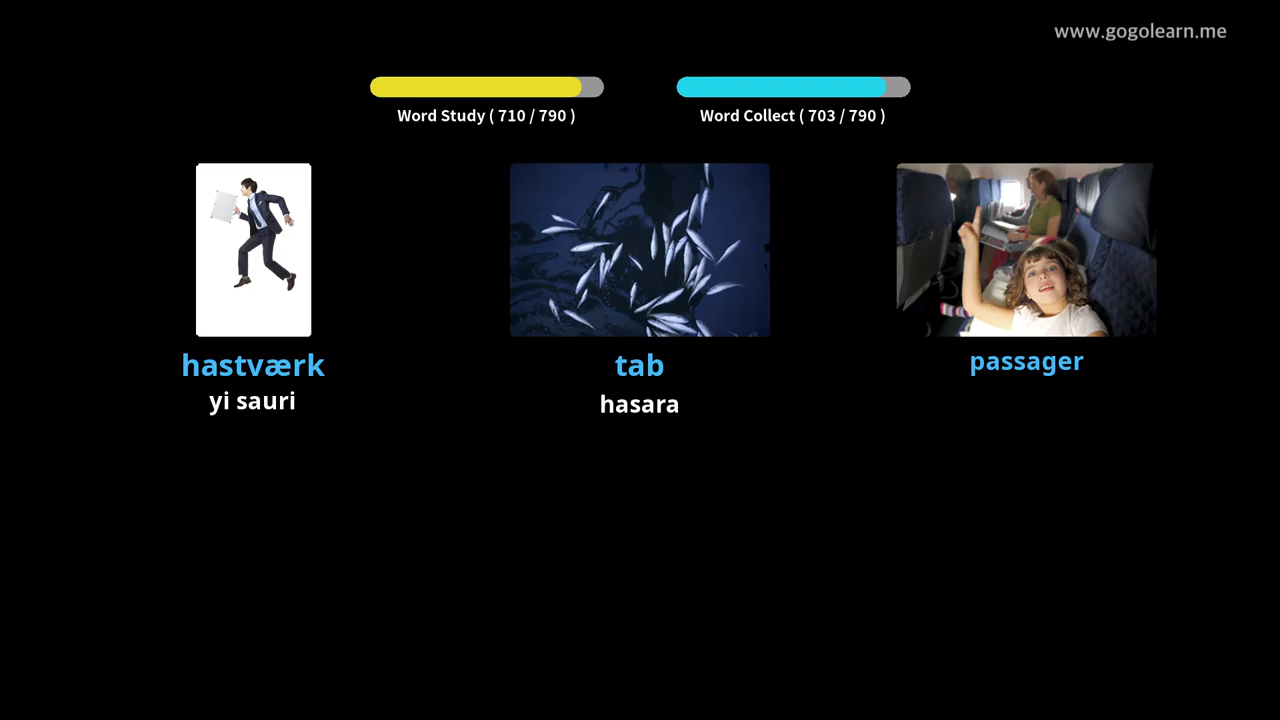 www.gogolearn.me
Word Study ( 710 / 790 )
Word Collect ( 703 / 790 )
hastværk
yi sauri
tab
hasara
passager